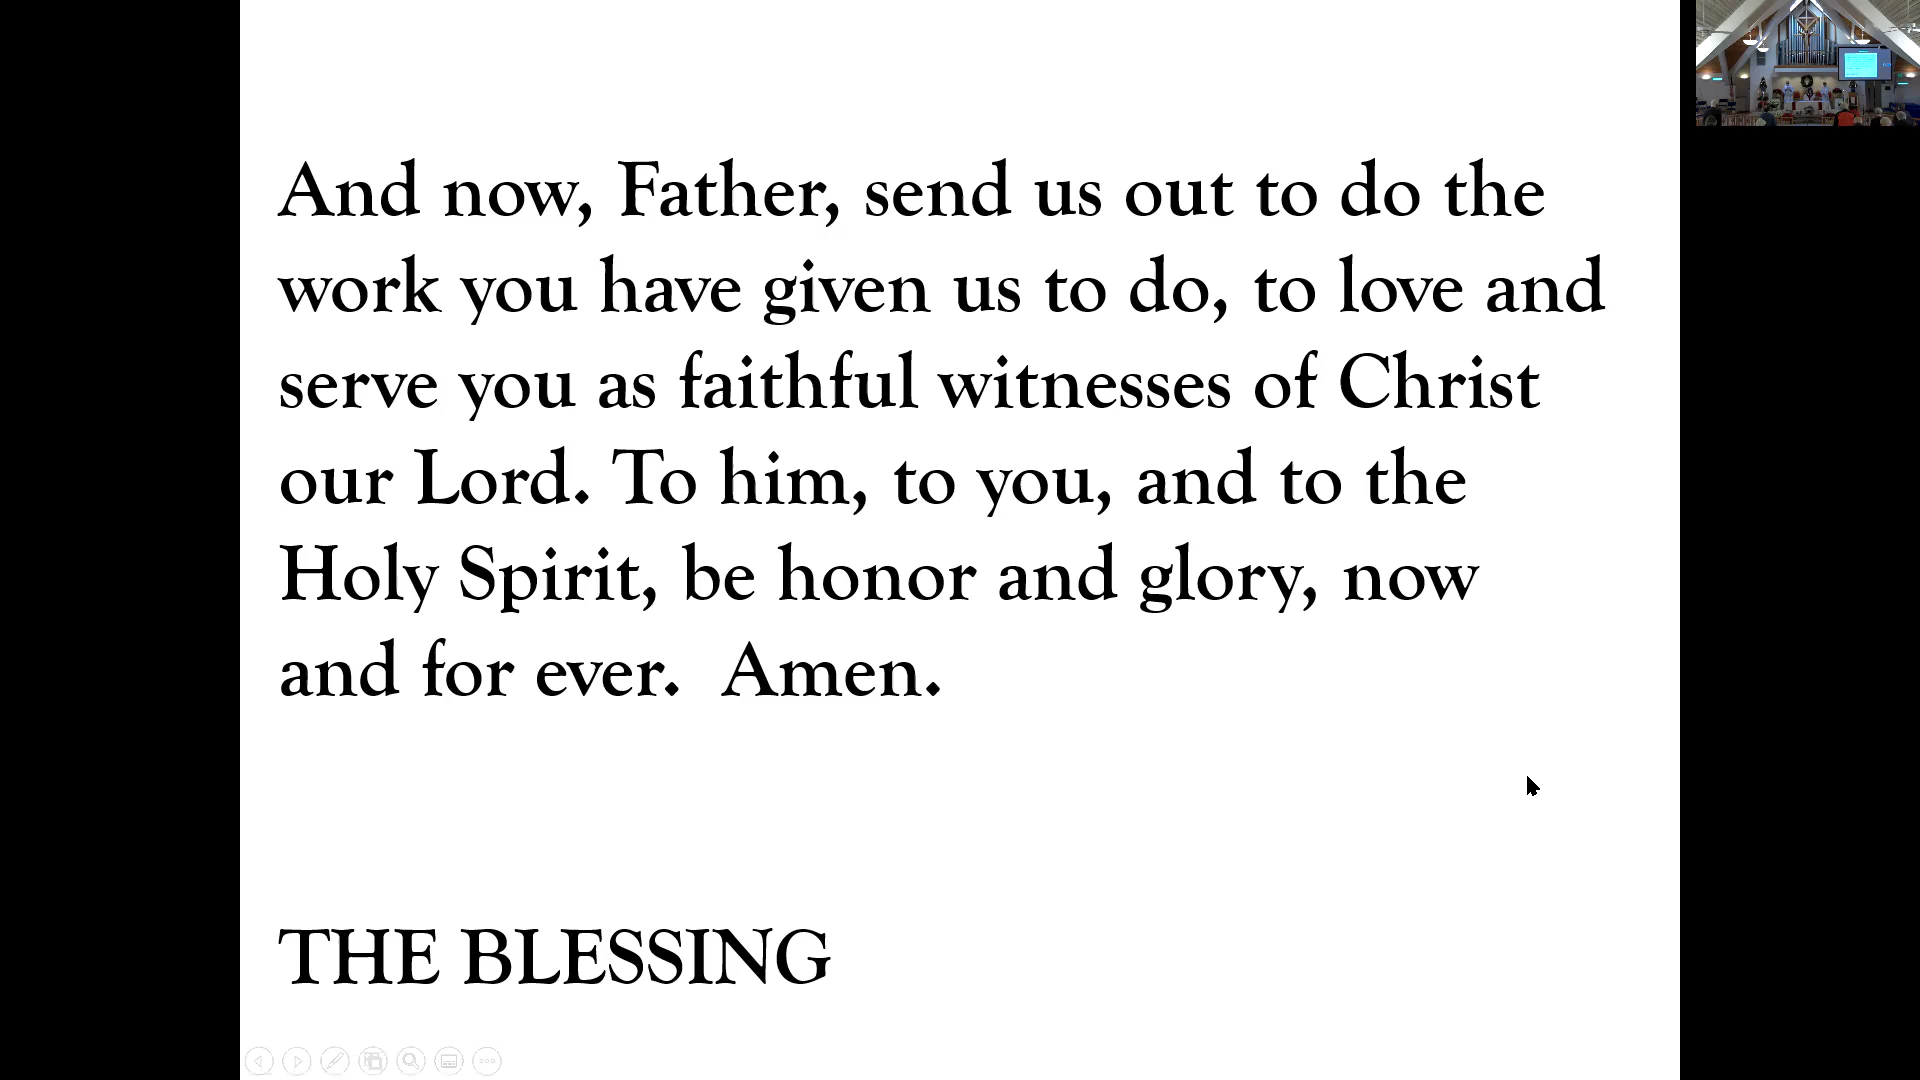 And now, Father, send us out to do the
work you have given us to do, to love and
serve you as faithful witnesses of Christ
our Lord. To him, to you, and to the
Holy Spirit, be honor and glory, now
and for ever.  Amen.
THE BLESSING